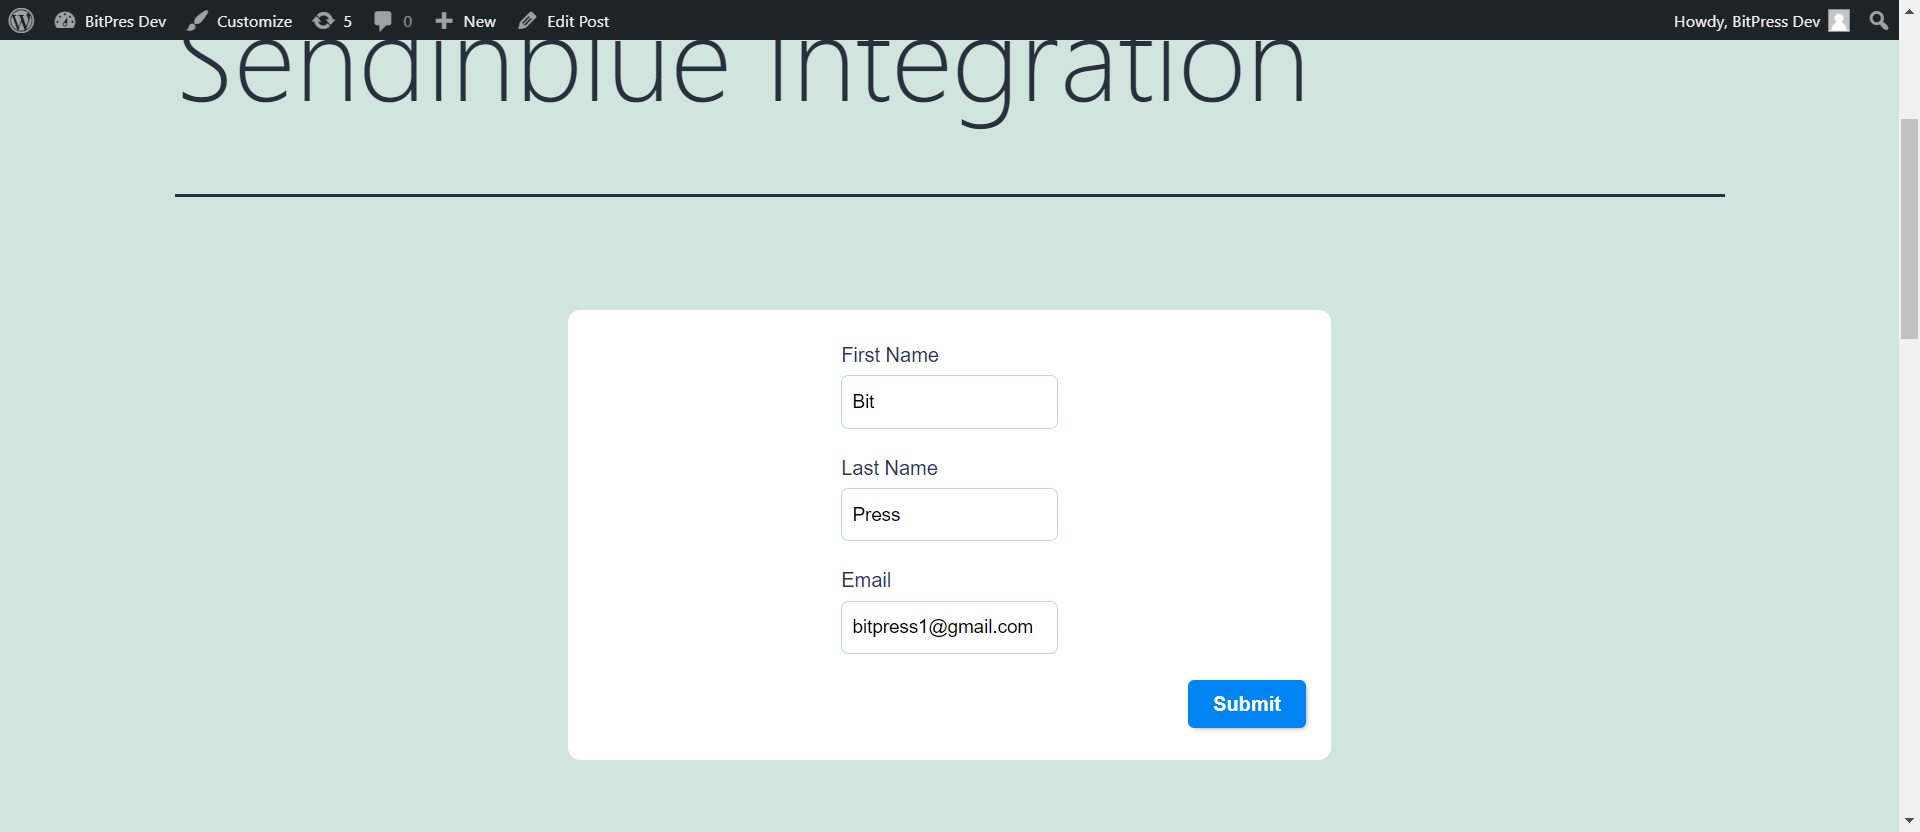 BitPres Dev Customize 5 0 New Edit Post Howdy, BitPress Dev
Sendinblue Integration
First Name
Bit
Last Name
Press
Email
bitpress1@gmail.com
Submit